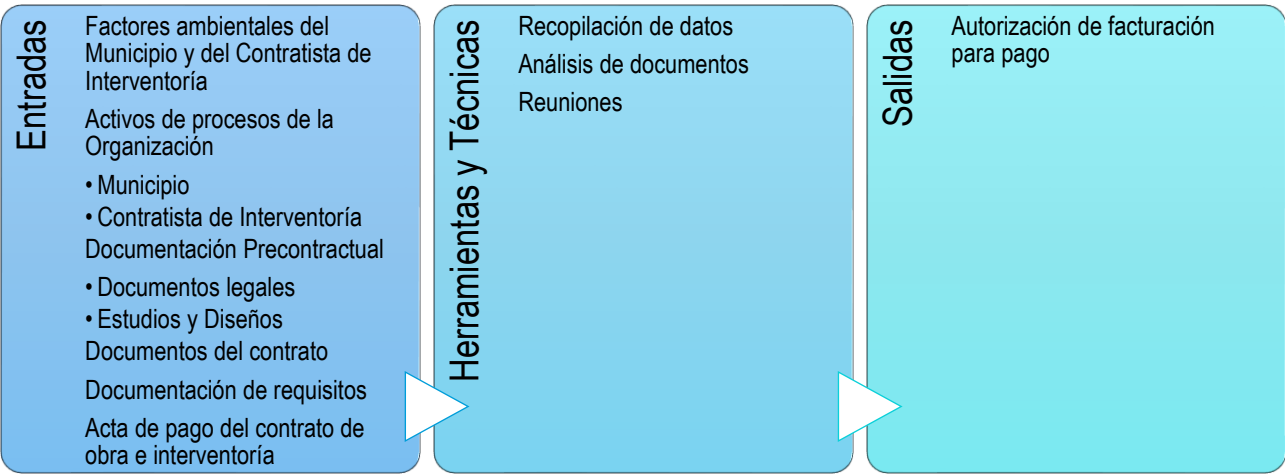 Entradas
Factores ambientales del
Municipio y del Contratista de
Interventoría
Activos de procesos de la
Organización
• Municipio
• Contratista de Interventoría
Documentación Precontractual
• Documentos legales
• Estudios y Diseños
Documentos del contrato
Documentación de requisitos
Acta de pago del contrato de
obra e interventoría
Herramientas y Técnicas
Recopilación de datos
Análisis de documentos
Reuniones
Salidas
Autorización de facturación
para pago